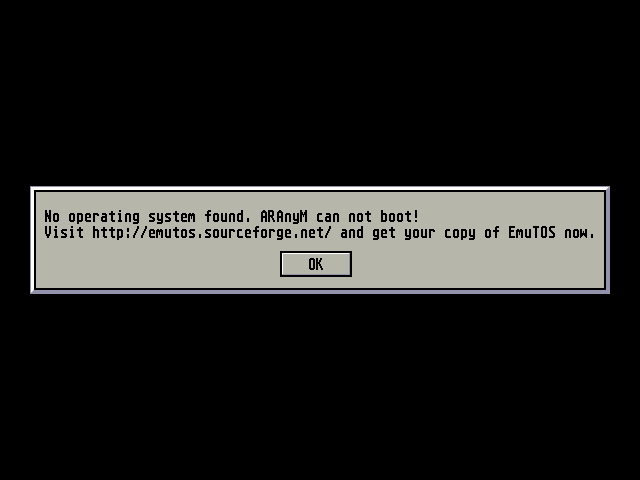 No operating system found. ARAnyM can not boot!
Visit http://emutos.sourceforge.net/ and get your copy of EmuTOS now.
OK